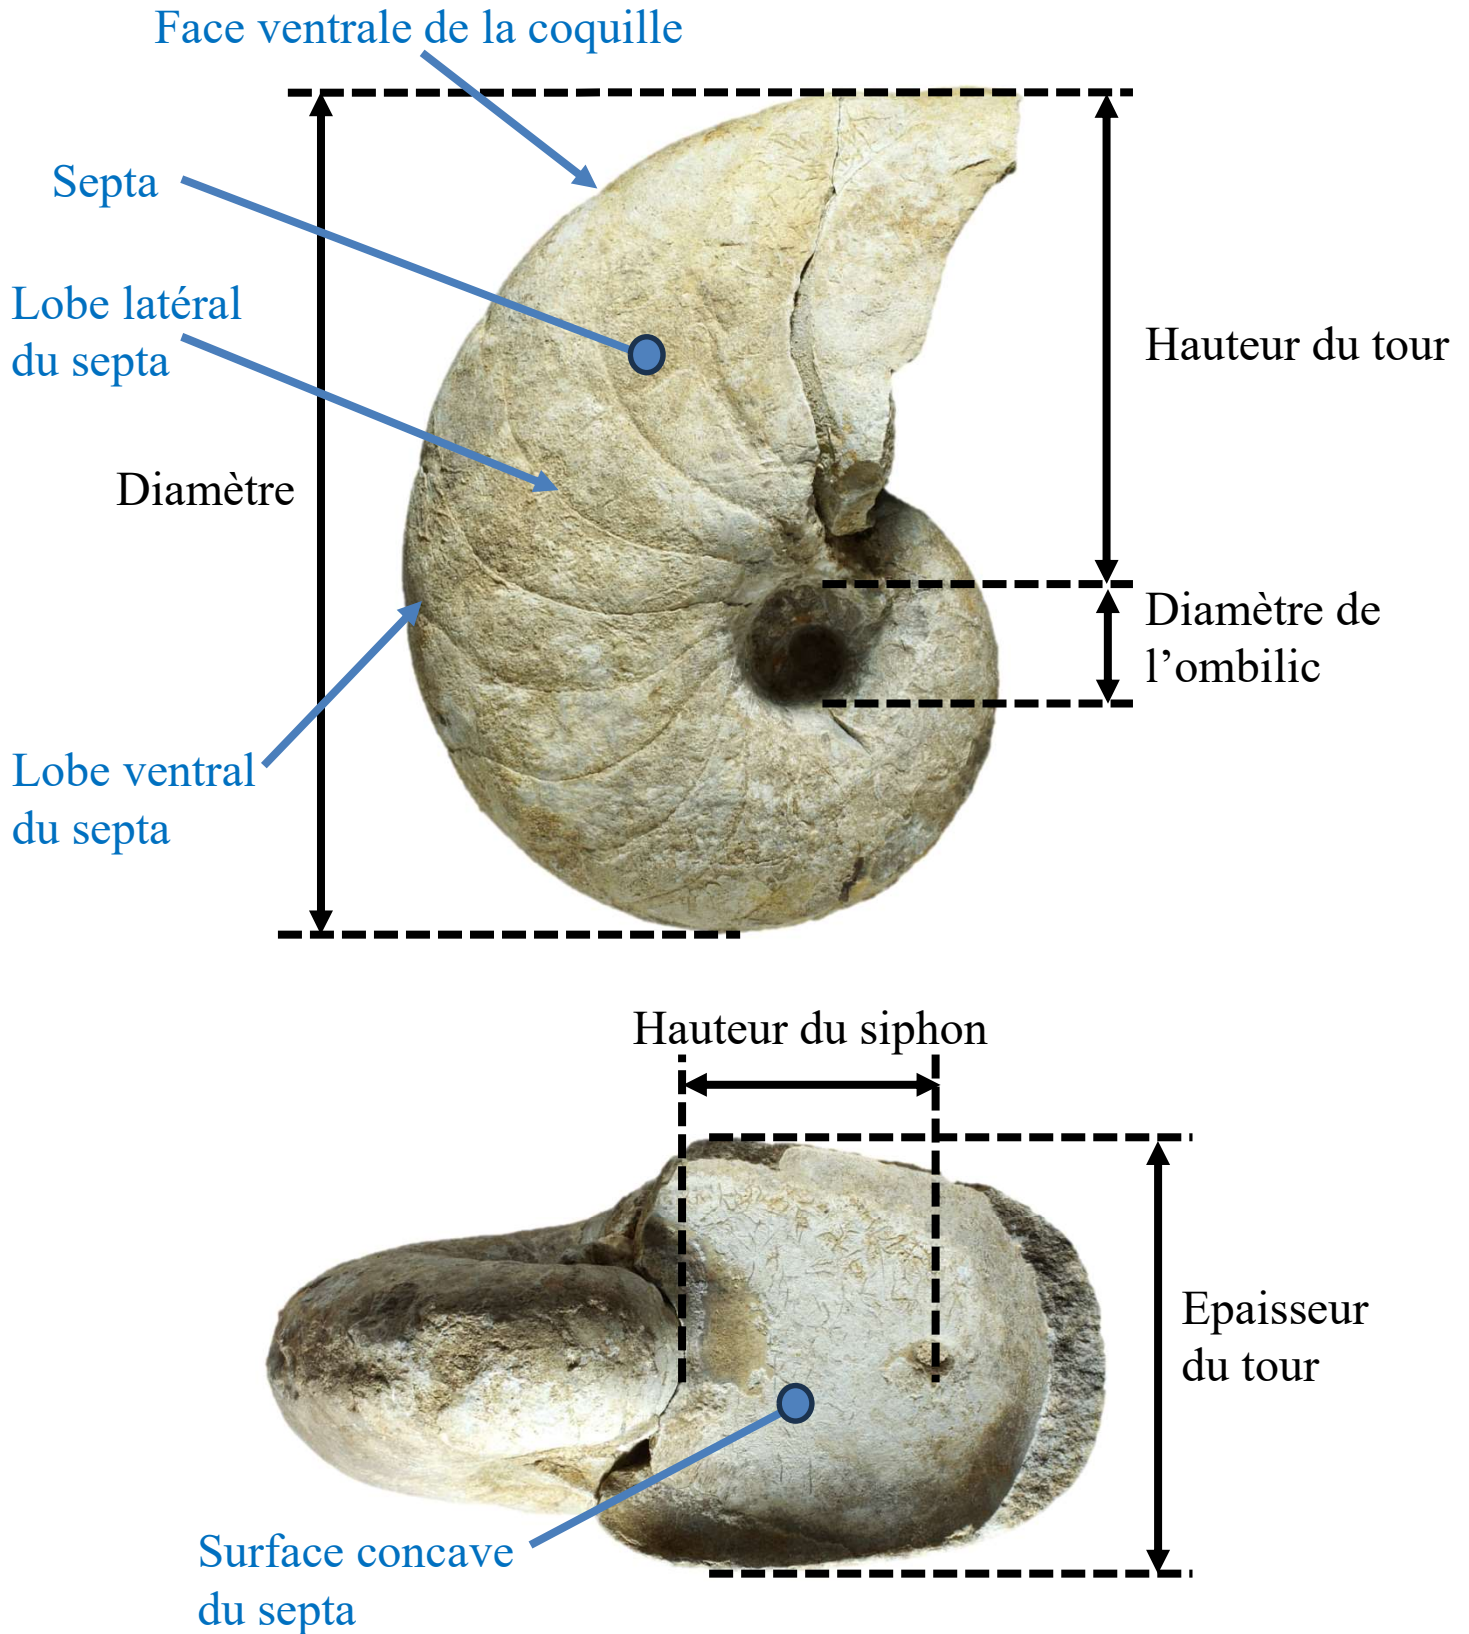 Face ventrale de la coquille
Septa
Lobe latéral
du septa
Hauteur du tour
Diamètre
Diamètre de
l’ombilic
Lobe ventral
du septa
Hauteur du siphon
Epaisseur
du tour
Surface concave
du septa